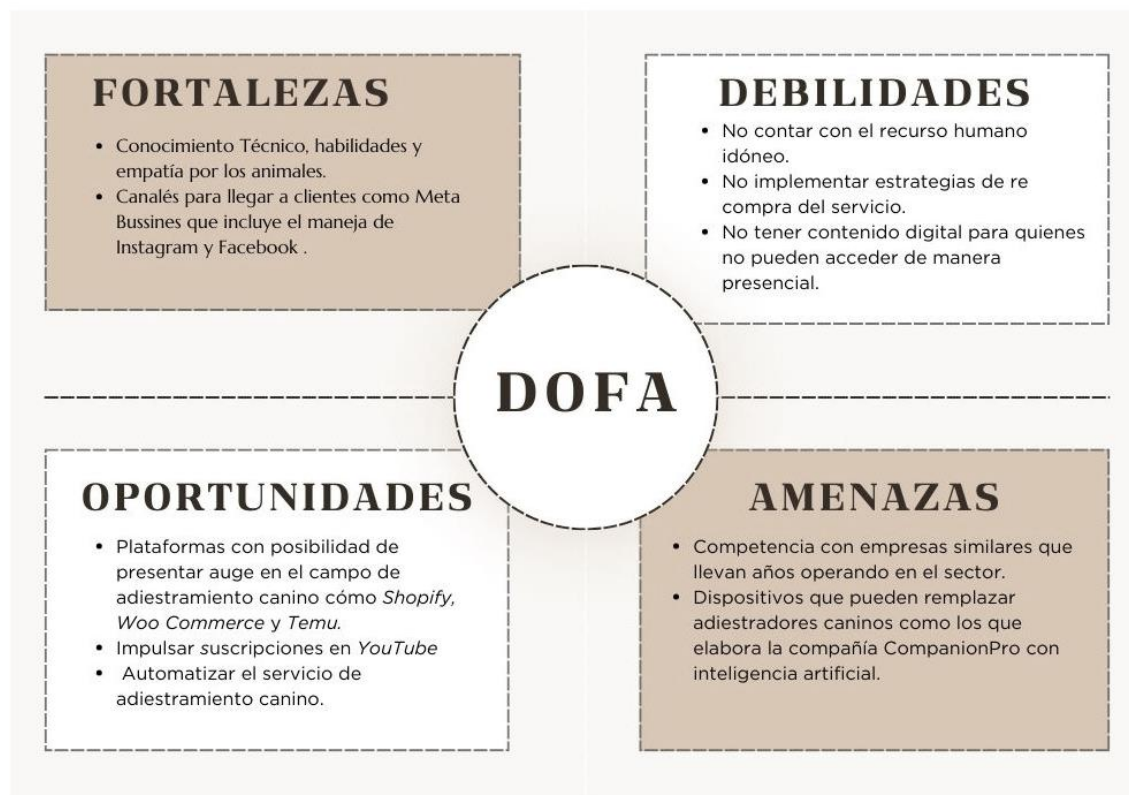 FORTALEZAS
Conocimiento Técnico, habilidades y
empatía por los animales.
Canalés para llegar a clientes como Meta
Bussines que incluye el maneja de
Instagram y Facebook .
DEBILIDADES
No contar con el recurso humano
idóneo.
No implementar estrategias de re
compra del servicio.
No tener contenido digital para quienes
no pueden acceder de manera
presencial.
DOFA
OPORTUNIDADES
Plataformas con posibilidad de
presentar auge en el campo de
adiestramiento canino cómo Shopify,
Woo Commerce y Temu.
Impulsar suscripciones en YouTube
Automatizar el servicio de
adiestramiento canino.
AMENAZAS
Competencia con empresas similares que
llevan años operando en el sector.
Dispositivos que pueden remplazar
adiestradores caninos como los que
elabora la compañía CompanionPro con
inteligencia artificial.